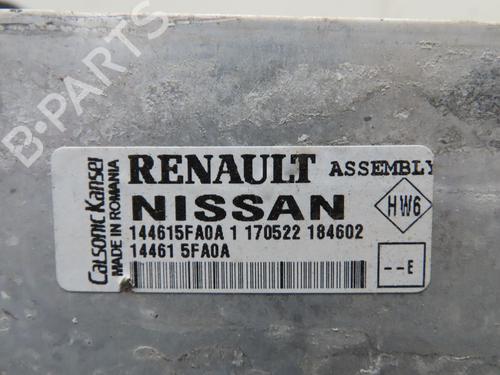 B-PARTS
Calsonic Kansei
MADE IN ROMANIA
RENAULT ASSEMBLY
NISSAN
HW6
144615FA0A 1 170522 184602
14461 5FA0A
--E